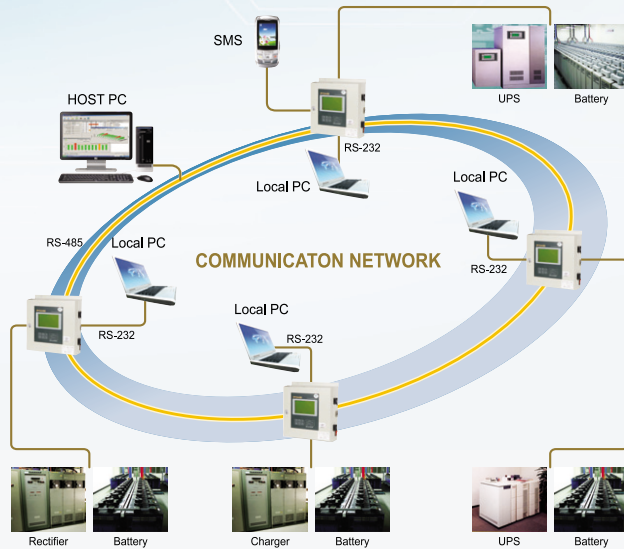 SMS
UPS
Battery
HOST PC
RS-232
Local PC
Local PC
RS-485
Local PC
COMMUNICATON NETWORK
RS-232
RS-232
RS-232
Local PC
Rectifier
Battery
Charger
Battery
UPS
Battery